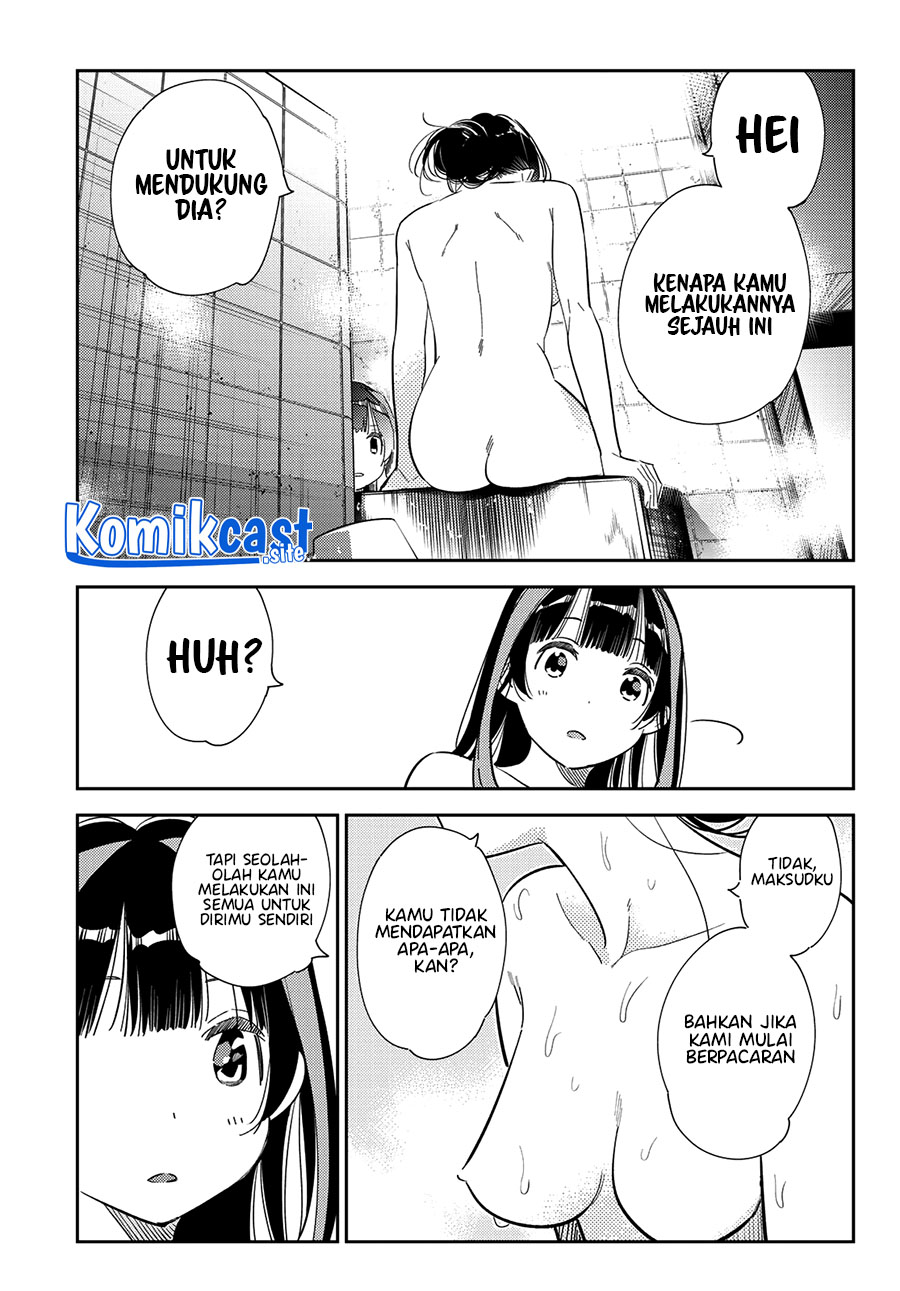 HEI
KENAPA KAMU
MELAKUKANNYA
SEJAUH INI
UNTUK
MENDUKUNG
DIA?
Komikcast
.site
HUH?
TIDAK,
MAKSUDKU
BAHKAN JIKA
KAMI MULAI
BERPACARAN
KAMU TIDAK
MENDAPATKAN
APA-APA,
KAN?
TAPI SEOLAH-
OLAH KAMU
MELAKUKAN INI
SEMUA UNTUK
DIRIMU SENDIRI